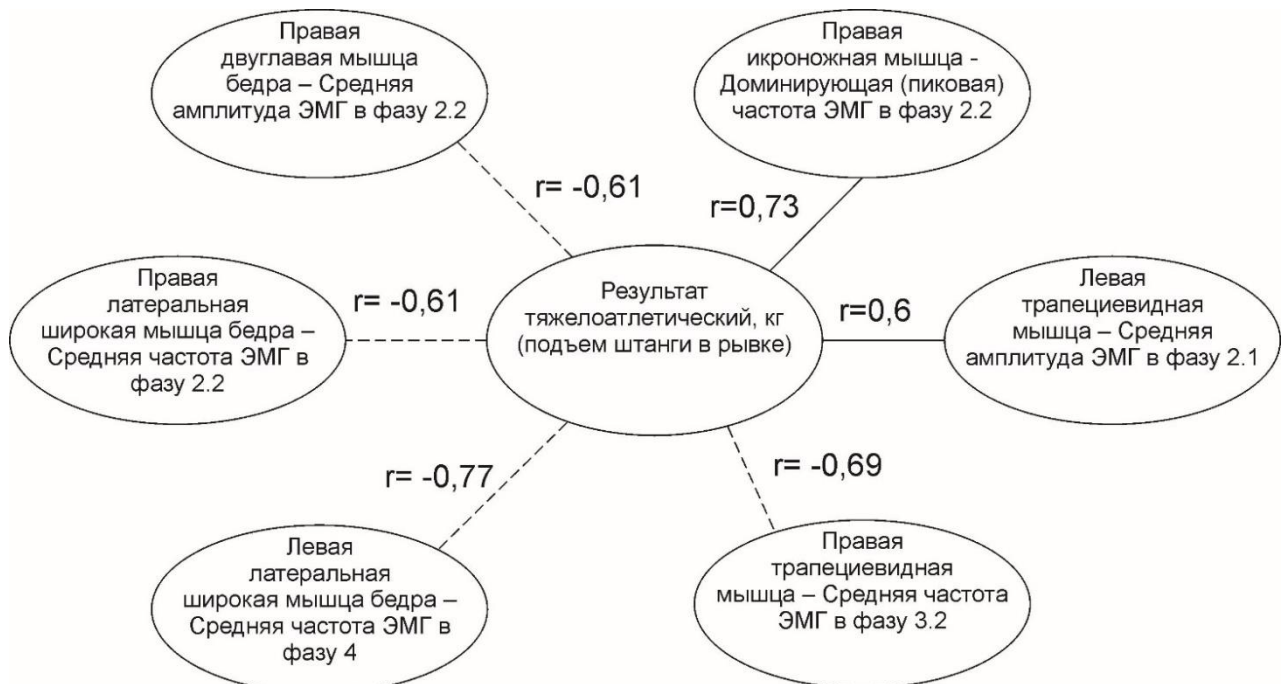 Правая
двуглавая мышца
бедра – Средняя
амплитуда ЭМГ в фазу 2.2
Правая
икроножная мышца -
Доминирующая (пиковая)
частота ЭМГ в фазу 2.2
r= -0,61
r=0,73
Правая
латеральная
широкая мышца бедра –
Средняя частота ЭМГ в
фазу 2.2
r= -0,61
Результат
тяжелоатлетический, кг
(подъем штанги в рывке)
r=0,6
Левая
трапециевидная
мышца – Средняя
амплитуда ЭМГ в фазу 2.1
r= -0,77
r= -0,69
Левая
латеральная
широкая мышца бедра –
Средняя частота ЭМГ в
фазу 4
Правая
трапециевидная
мышца – Средняя частота
ЭМГ в фазу 3.2